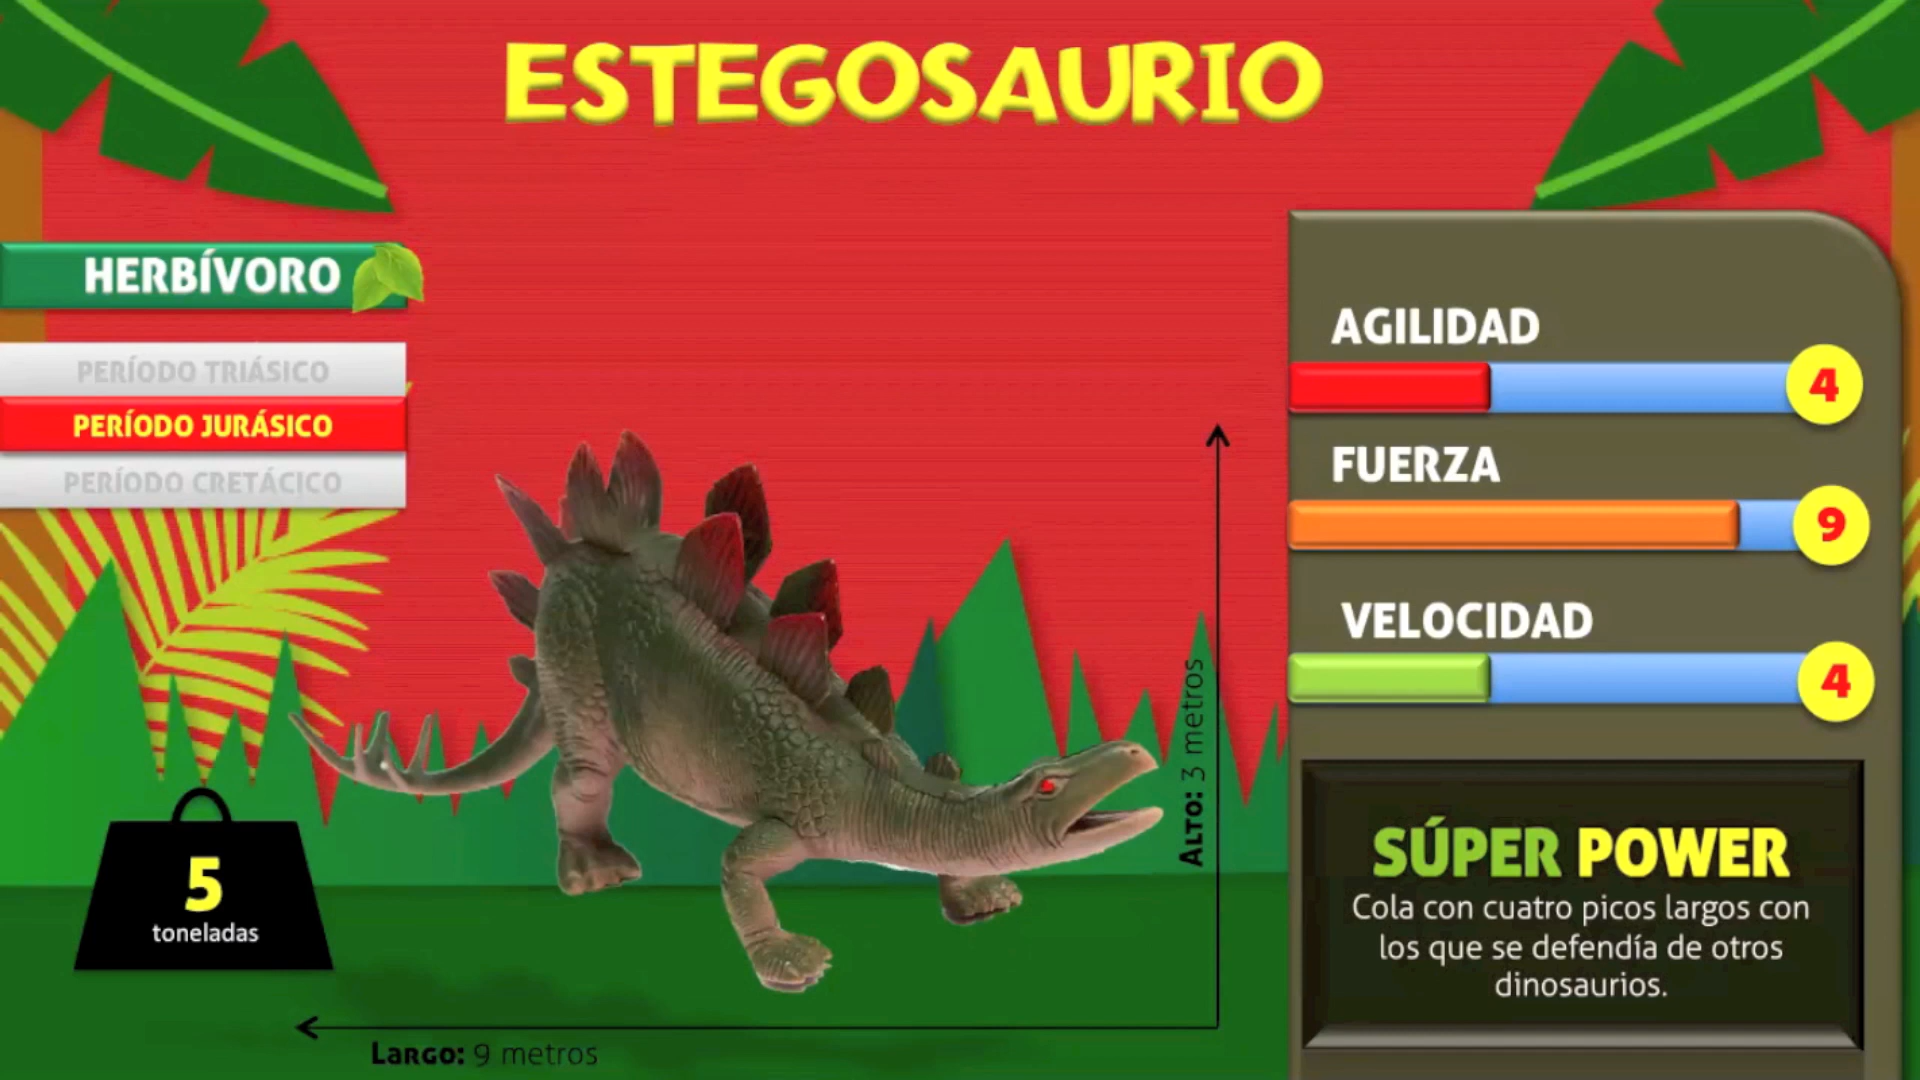 ESTEGOSAURIO
HERBÍVORO
PERÍODO TRIÁSICO
PERÍODO JURÁSICO
PERÍODO CRETÁCICO
5
toneladas
Largo: 9 metros
Alto: 3 metros
AGILIDAD
4
FUERZA
9
VELOCIDAD
4
SÚPER POWER
Cola con cuatro picos largos con
los que se defendía de otros
dinosaurios.